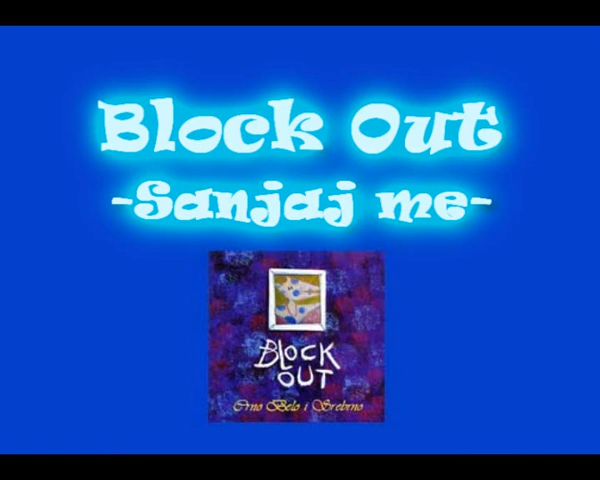 Block Out
-Sanjaj me-
BLOCK
OUT
Crno Belo i Srebrno